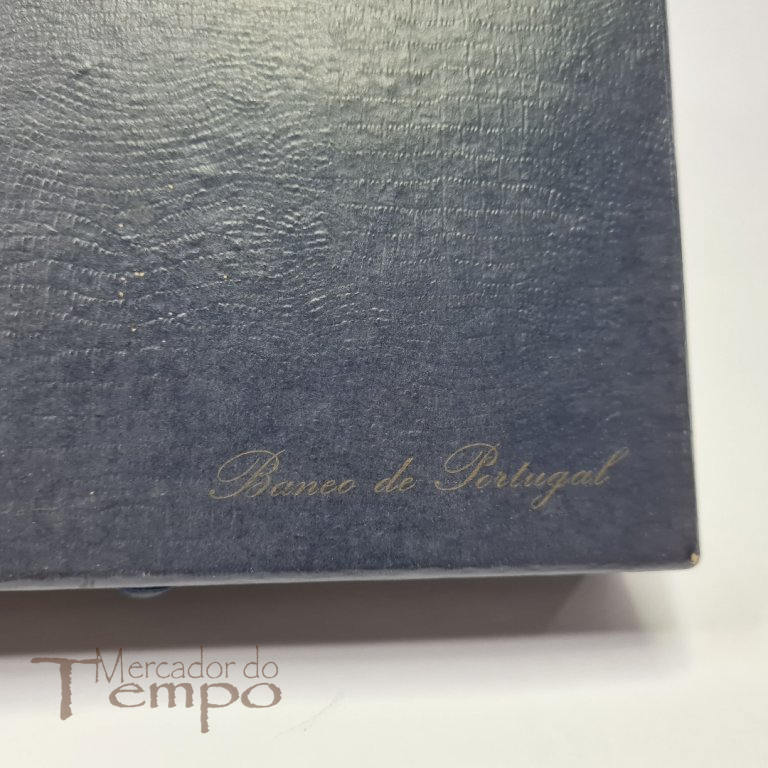 Banco de Portugal
Mercador do
Tempo